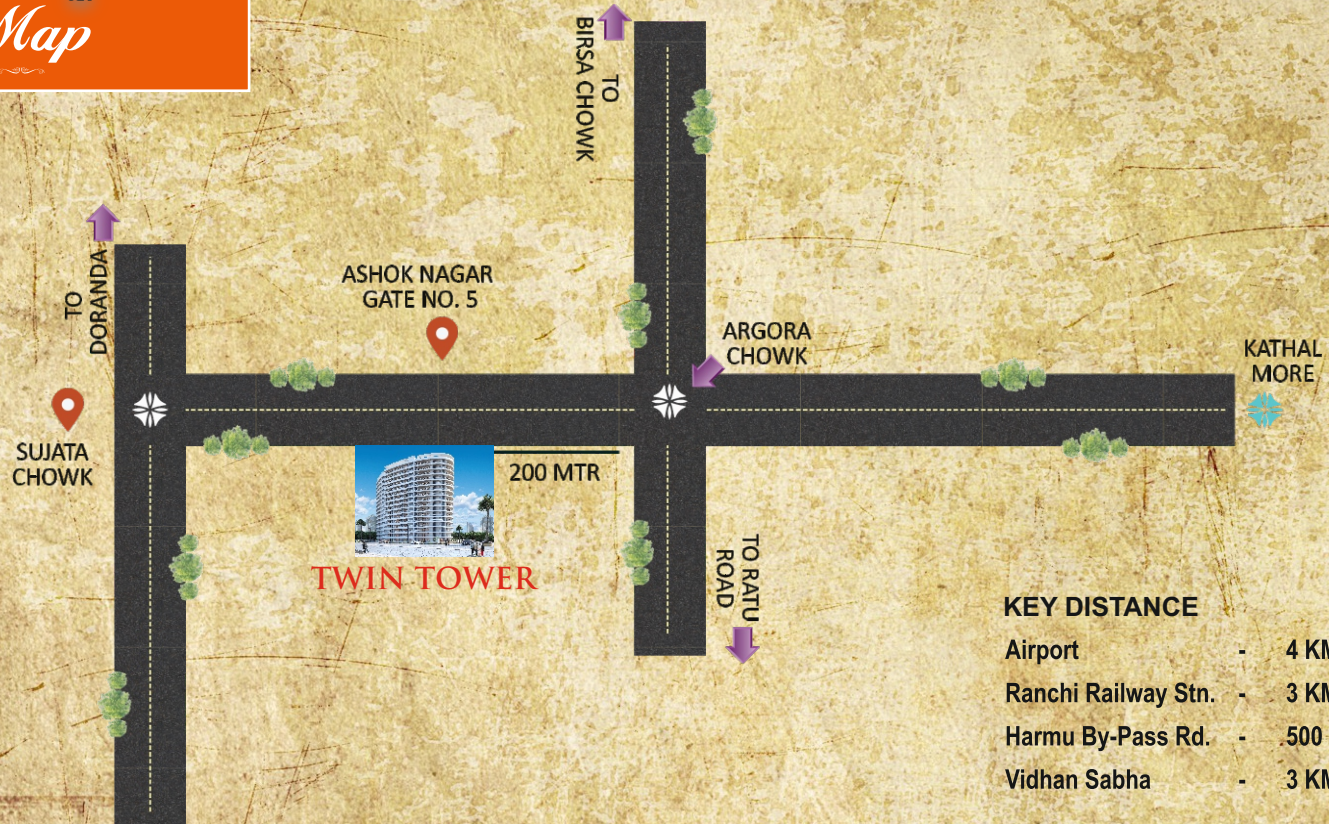 Map
TO
BIRSA CHOWK
TO
DORANDA
ASHOK NAGAR
GATE NO. 5
ARGORA
CHOWK
KATHAL
MORE
SUJATA
CHOWK
200 MTR
TWIN TOWER
TO RATU
ROAD
KEY DISTANCE
Airport - 4 KM
Ranchi Railway Stn. - 3 KM
Harmu By-Pass Rd. - 500
Vidhan Sabha - 3 KM